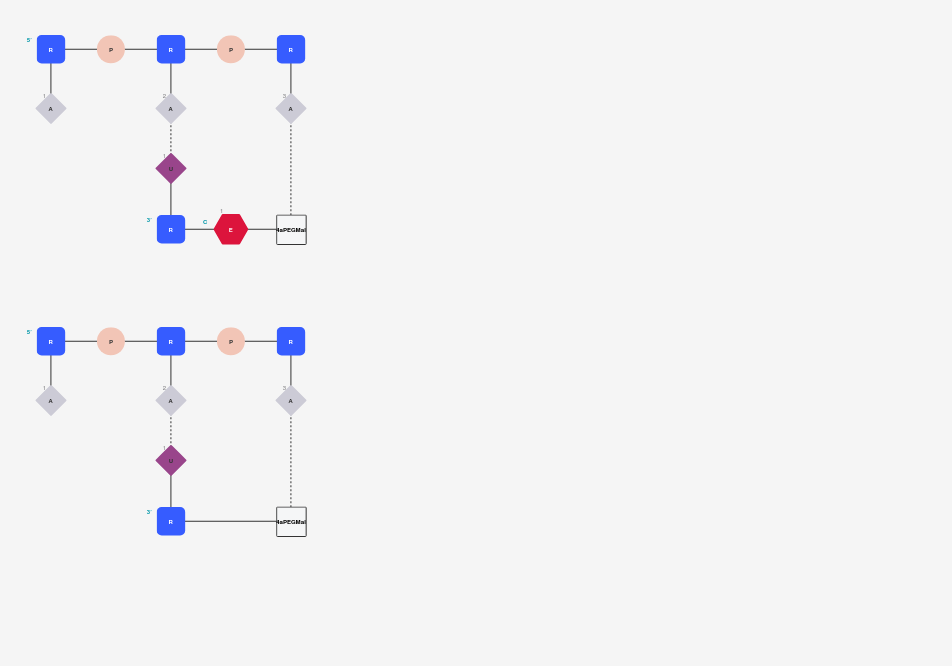 5' R P R P R
1 A 2 A 3 A
1 U
3' R C 1 E 4aPEGMal
5' R P R P R
1 A 2 A 3 A
1 U
3' R 4aPEGMal